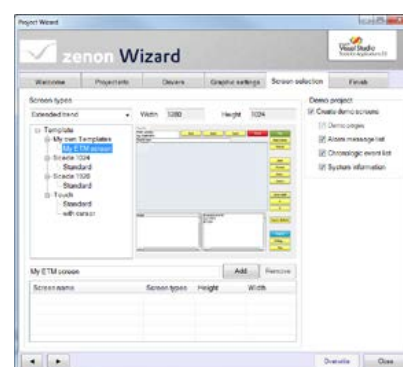 Project Wizard
zenon Wizard
Visual Studio
Welcome
Project info
Drivers
Graphic settings
Screen selection
Finish
Screen types
Extended trend
Width 1280
Height 1024
Template
My own Templates
My ETM screen
Scada 1024
Standard
Scada 1920
Standard
Touch
Standard
with cursor
My ETM screen
Add
Remove
Screen name
Screen types
Height
Width
Demo project
Create demo screens
Demo pages
Alarm message list
Chronologic event list
System information
Overwrite
Close